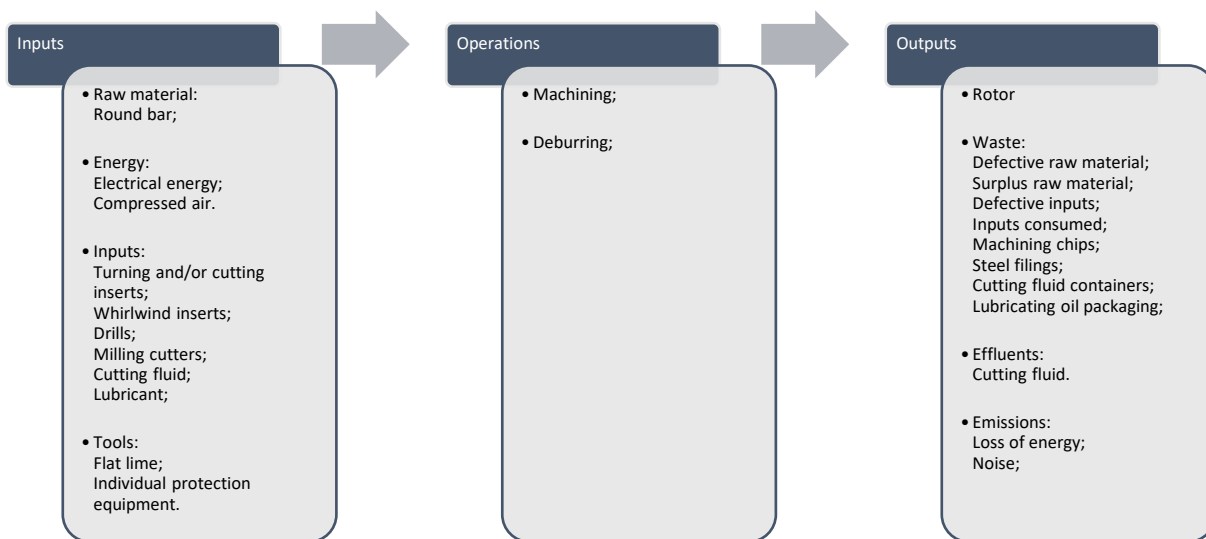 Inputs
• Raw material:
Round bar;
• Energy:
Electrical energy;
Compressed air.
• Inputs:
Turning and/or cutting
inserts;
Whirlwind inserts;
Drills;
Milling cutters;
Cutting fluid;
Lubricant;
• Tools:
Flat lime;
Individual protection
equipment.
Operations
• Machining;
• Deburring;
Outputs
• Rotor
• Waste:
Defective raw material;
Surplus raw material;
Defective inputs;
Inputs consumed;
Machining chips;
Steel filings;
Cutting fluid containers;
Lubricating oil packaging;
• Effluents:
Cutting fluid.
• Emissions:
Loss of energy;
Noise;